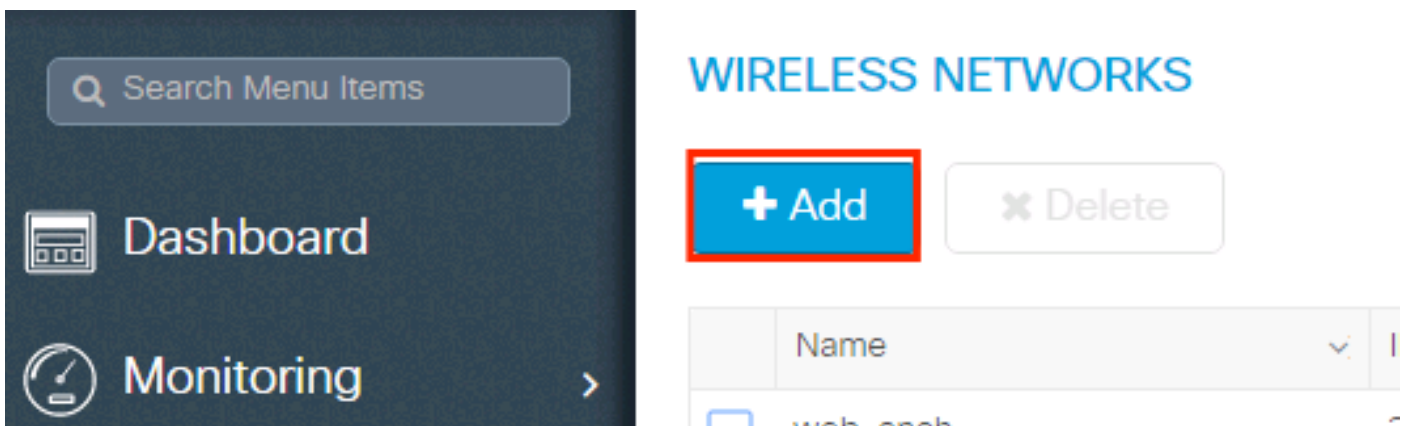 Search Menu Items
Dashboard
Monitoring
WIRELESS NETWORKS
Add
Delete
Name